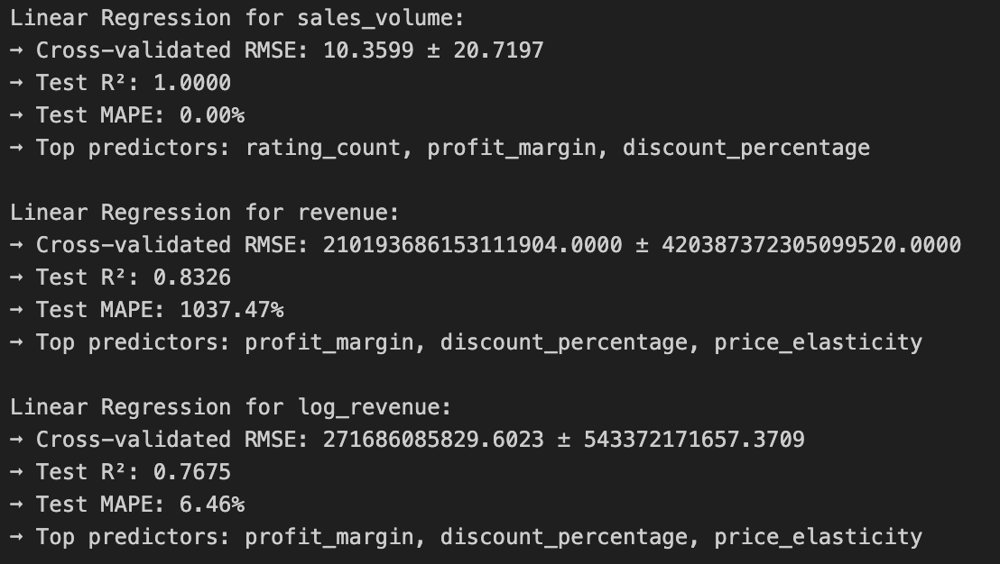 Linear Regression for sales_volume:
→ Cross-validated RMSE: 10.3599 ± 20.7197
→ Test R²: 1.0000
→ Test MAPE: 0.00%
→ Top predictors: rating_count, profit_margin, discount_percentage
Linear Regression for revenue:
→ Cross-validated RMSE: 210193686153111904.0000 ± 420387372305099520.0000
→ Test R²: 0.8326
→ Test MAPE: 1037.47%
→ Top predictors: profit_margin, discount_percentage, price_elasticity
Linear Regression for log_revenue:
→ Cross-validated RMSE: 271686085829.6023 ± 543372171657.3709
→ Test R²: 0.7675
→ Test MAPE: 6.46%
→ Top predictors: profit_margin, discount_percentage, price_elasticity